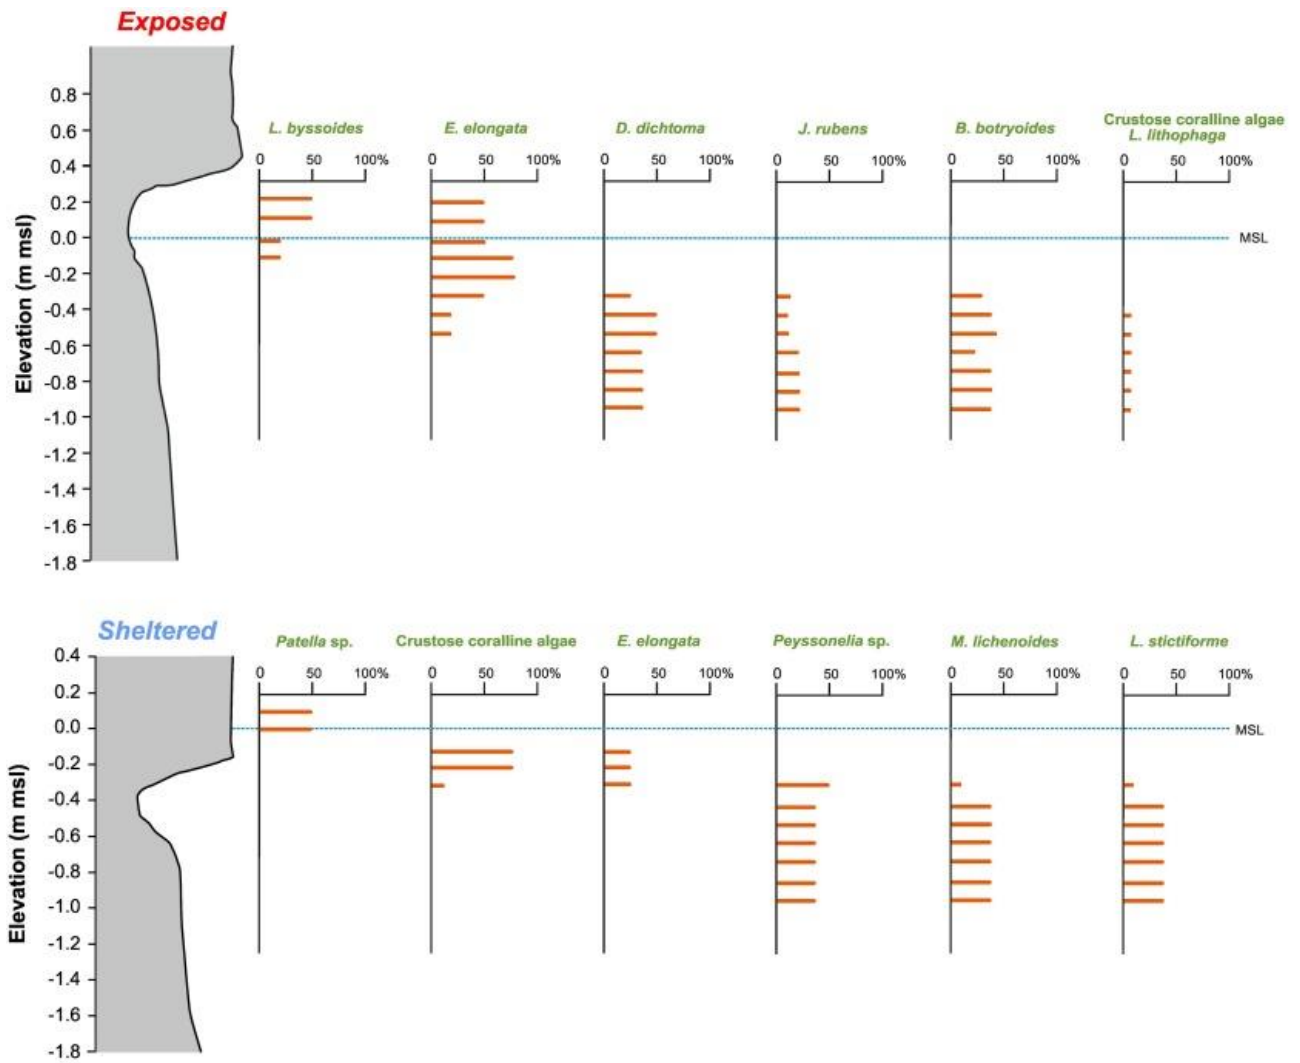 Exposed
L. byssoides
E. elongata
D. dichtoma
J. rubens
B. botryoides
Crustose coralline algae
L. lithophaga
0 50 100%
0 50 100%
0 50 100%
0 50 100%
0 50 100%
0 50 100%
Elevation (m msl)
0.8
0.6
0.4
0.2
0.0
-0.2
-0.4
-0.6
-0.8
-1.0
-1.2
-1.4
-1.6
-1.8
MSL
Sheltered
Patella sp.
Crustose coralline algae
E. elongata
Peyssonelia sp.
M. lichenoides
L. stictiforme
0 50 100%
0 50 100%
0 50 100%
0 50 100%
0 50 100%
0 50 100%
Elevation (m msl)
0.4
0.2
0.0
-0.2
-0.4
-0.6
-0.8
-1.0
-1.2
-1.4
-1.6
-1.8
MSL